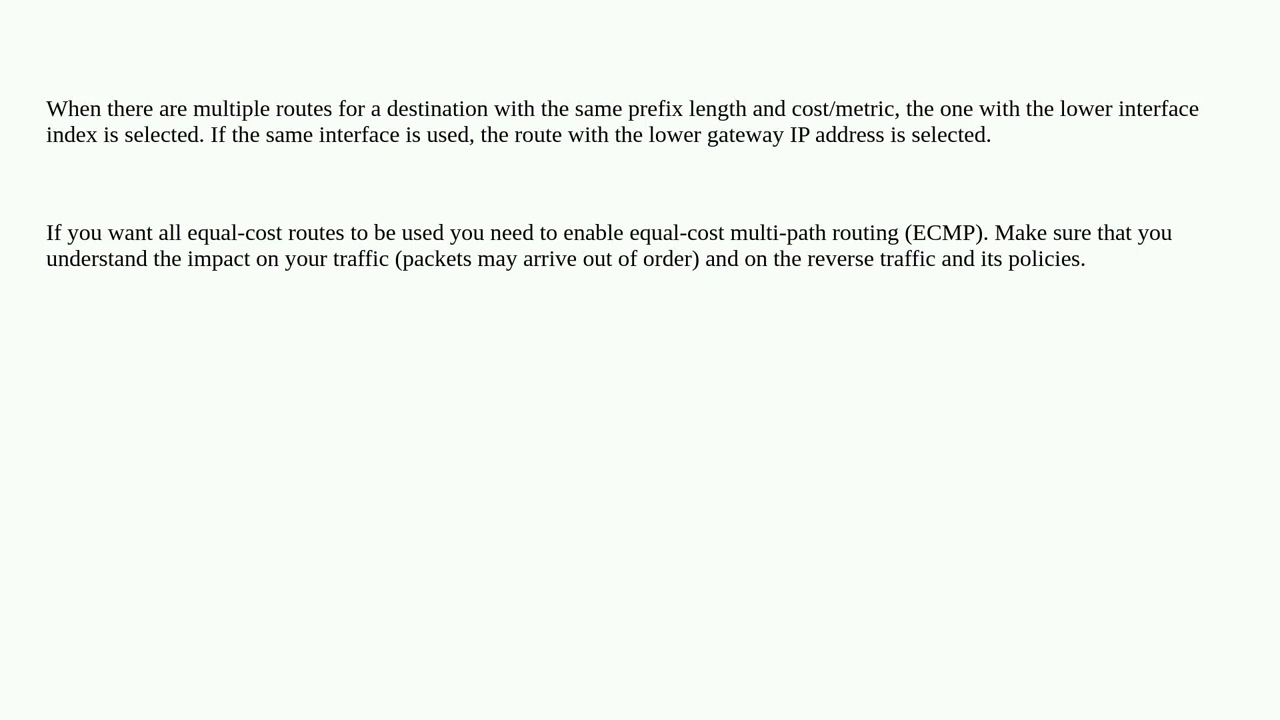 When there are multiple routes for a destination with the same prefix length and cost/metric, the one with the lower interface
index is selected. If the same interface is used, the route with the lower gateway IP address is selected.
If you want all equal-cost routes to be used you need to enable equal-cost multi-path routing (ECMP). Make sure that you
understand the impact on your traffic (packets may arrive out of order) and on the reverse traffic and its policies.